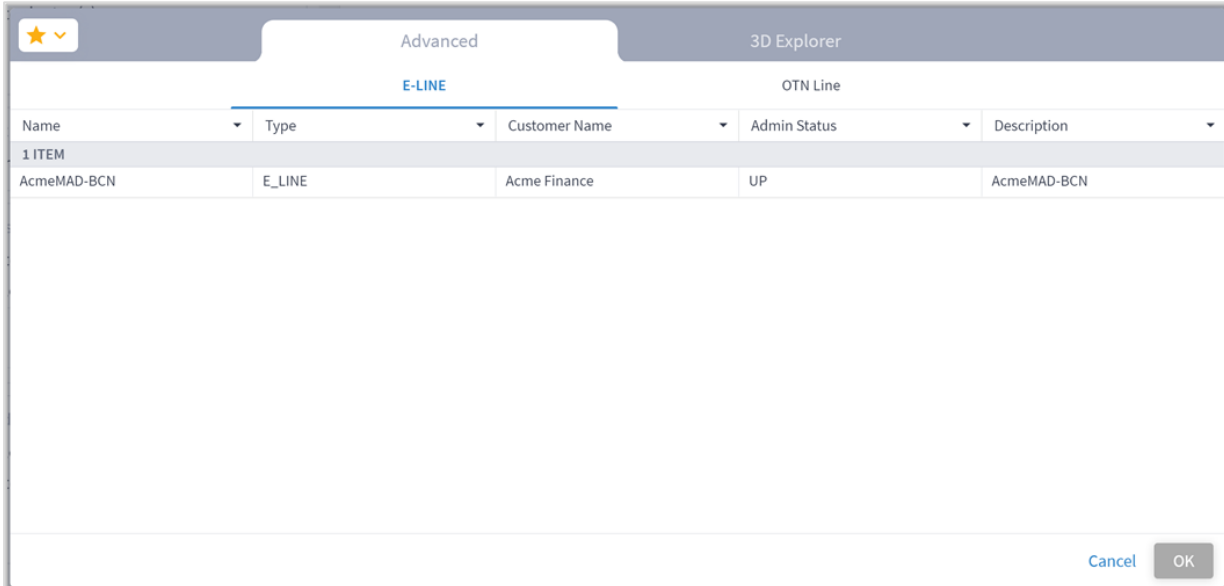 Advanced 3D Explorer
E-LINE OTN Line
Name Type Customer Name Admin Status Description
1 ITEM
AcmeMAD-BCN E_LINE Acme Finance UP AcmeMAD-BCN
Cancel OK